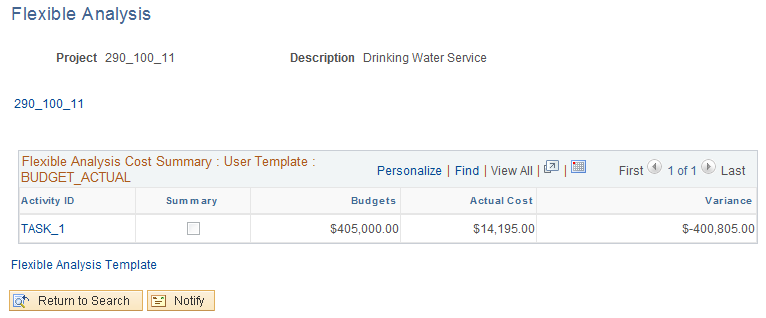 Flexible Analysis
Project 290_100_11 Description Drinking Water Service
290_100_11
Flexible Analysis Cost Summary : User Template :
BUDGET_ACTUAL
Personalize | Find | View All | | First 1 of 1 Last
Activity ID Summary Budgets Actual Cost Variance
TASK_1 $405,000.00 $14,195.00 $-400,805.00
Flexible Analysis Template
Return to Search Notify